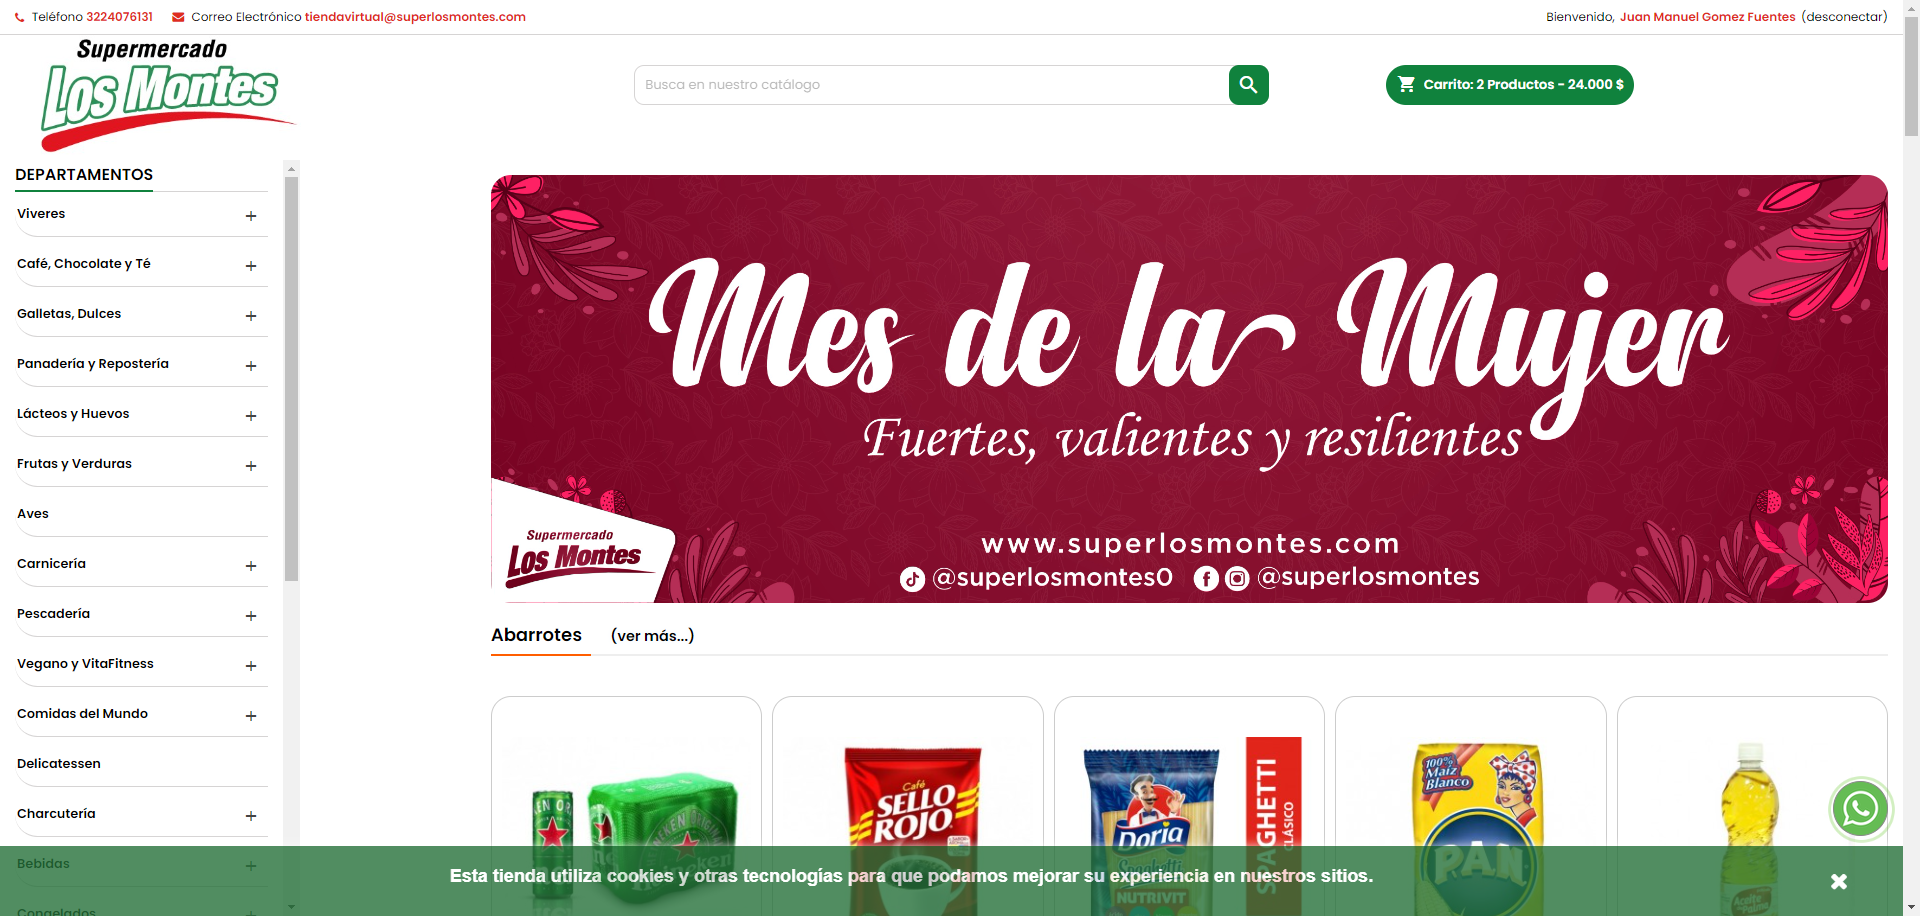 Teléfono 3224076131
Correo Electrónico tiendavirtual@superlosmontes.com
Bienvenido, Juan Manuel Gomez Fuentes (desconectar)
Supermercado
Los Montes
Busca en nuestro catálogo
Carrito: 2 Productos - 24.000 $
DEPARTAMENTOS
Viveres
Café, Chocolate y Té
Galletas, Dulces
Panadería y Repostería
Lácteos y Huevos
Frutas y Verduras
Aves
Carnicería
Pescadería
Vegano y VitaFitness
Comidas del Mundo
Delicatessen
Charcutería
Bebidas
Congelados
Mes de la Mujer
Fuertes, valientes y resilientes
Supermercado
Los Montes
www.superlosmontes.com
@superlosmontes0
@superlosmontes
Abarrotes
(ver más...)
Café
SELLO
ROJO
Doria
Spaghetti
NUTRIVIT
SPAGHETTI
CLÁSICO
100%
Maíz
Blanco
PAN
Heineken
Esta tienda utiliza cookies y otras tecnologías para que podamos mejorar su experiencia en nuestros sitios.